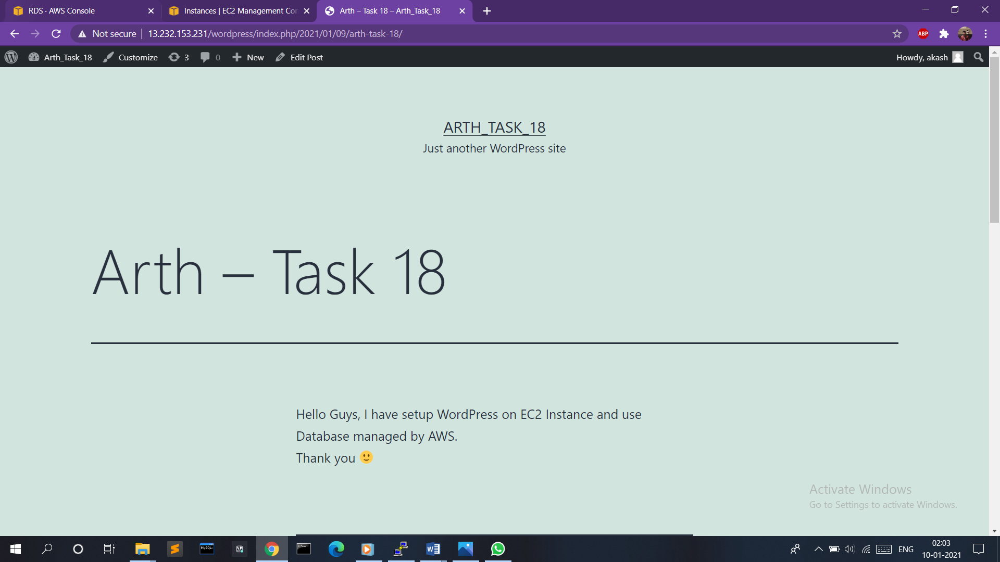 RDS · AWS Console
Instances | EC2 Management Con
Arth – Task 18 – Arth_Task_18
Not secure
13.232.153.231/wordpress/index.php/2021/01/09/arth-task-18/
ABP
Arth_Task_18
Customize
3
0
New
Edit Post
Howdy, akash
ARTH_TASK_18
Just another WordPress site
Arth – Task 18
Hello Guys, I have setup WordPress on EC2 Instance and use
Database managed by AWS.
Thank you 🙂
Activate Windows
Go to Settings to activate Windows.
MySQL
ENG
02:03
10-01-2021